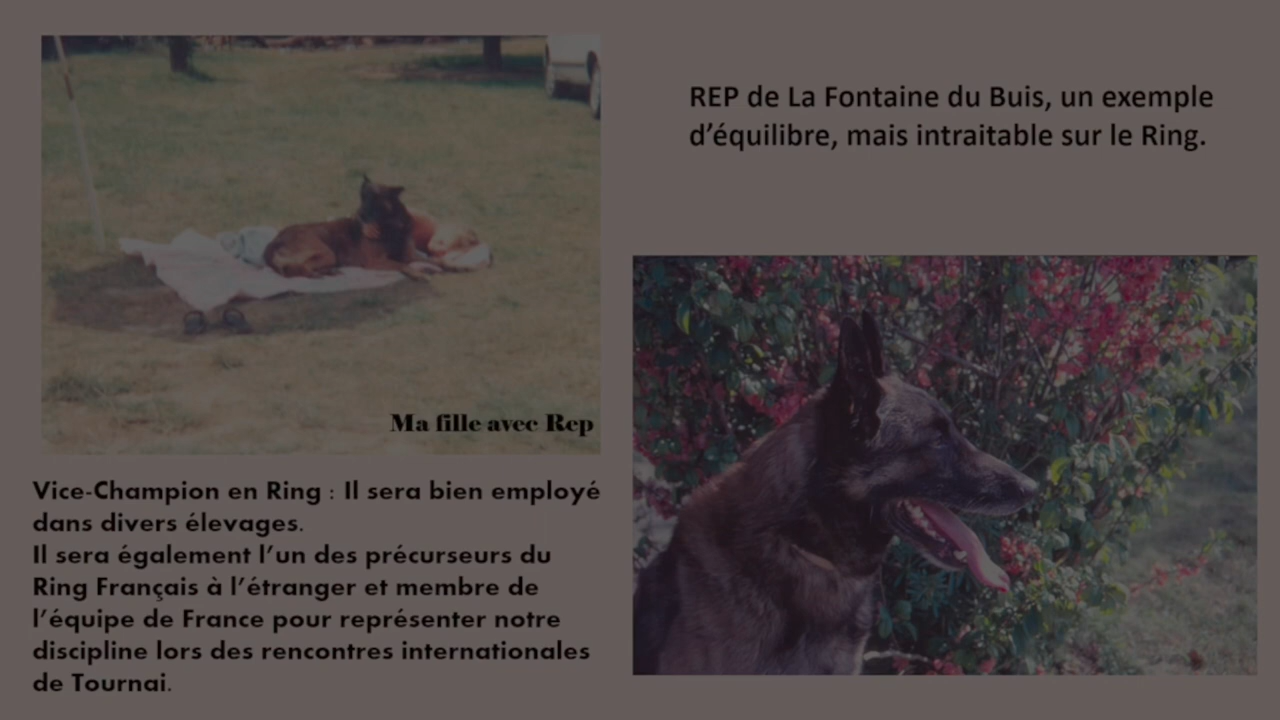 REP de La Fontaine du Buis, un exemple
d’équilibre, mais intraitable sur le Ring.
Ma fille avec Rep
Vice-Champion en Ring : Il sera bien employé
dans divers élevages.
Il sera également l’un des précurseurs du
Ring Français à l’étranger et membre de
l’équipe de France pour représenter notre
discipline lors des rencontres internationales
de Tournai.